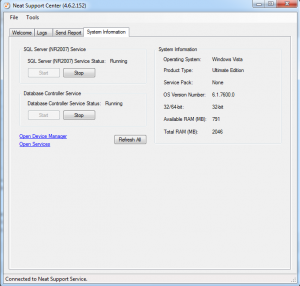 Neat Support Center (4.6.2.152)
File Tools
Welcome Logs Send Report System Information
SQL Server (NR2007) Service
SQL Server (NR2007) Service Status: Running
Start Stop
Database Controller Service
Database Controller Service Status: Running
Start Stop
Open Device Manager
Open Services
Refresh All
System Information
Operating System: Windows Vista
Product Type: Ultimate Edition
Service Pack: None
OS Version Number: 6.1.7600.0
32/64-bit: 32bit
Available RAM (MB): 791
Total RAM (MB): 2046
Connected to Neat Support Service.